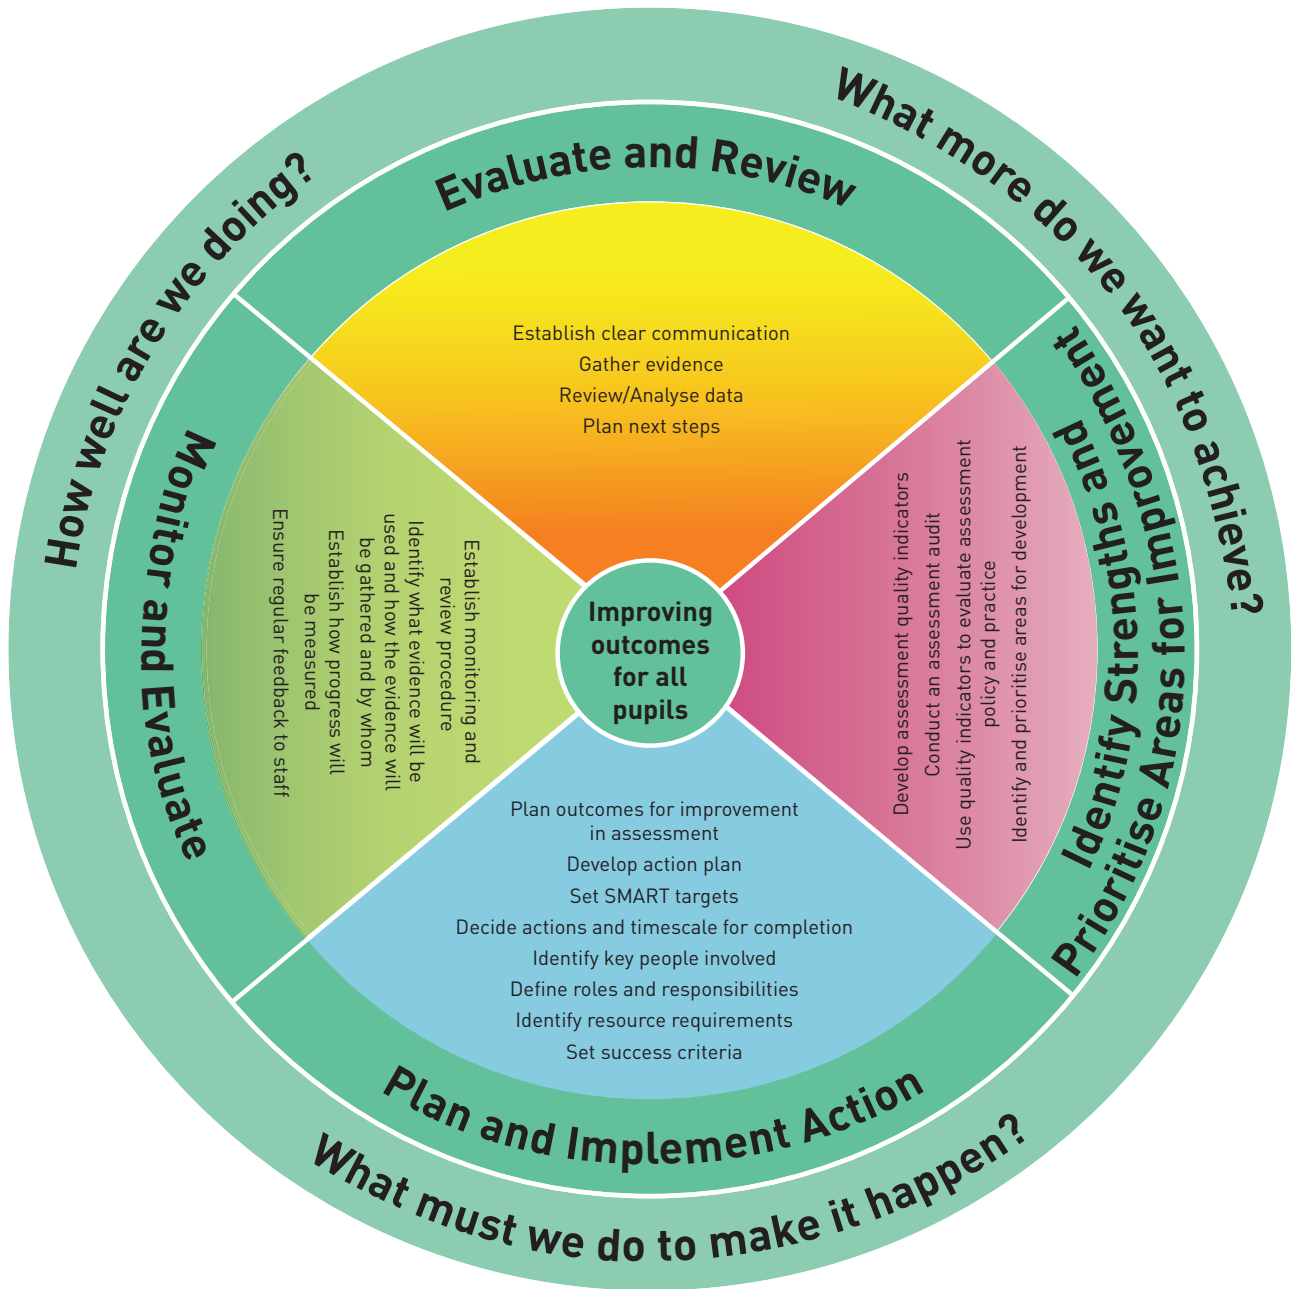 How well are we doing?
What more do we want to achieve?
What must we do to make it happen?
Evaluate and Review
Establish clear communication
Gather evidence
Review/Analyse data
Plan next steps
Identify Strengths and
Prioritise Areas for Improvement
Develop assessment quality indicators
Conduct an assessment audit
Use quality indicators to evaluate assessment
policy and practice
Identify and prioritise areas for development
Plan and Implement Action
Plan outcomes for improvement
in assessment
Develop action plan
Set SMART targets
Decide actions and timescale for completion
Identify key people involved
Define roles and responsibilities
Identify resource requirements
Set success criteria
Monitor and Evaluate
Establish monitoring and
review procedure
Identify what evidence will be
used and how the evidence will
be gathered and by whom
Establish how progress will
be measured
Ensure regular feedback to staff
Improving
outcomes
for all
pupils